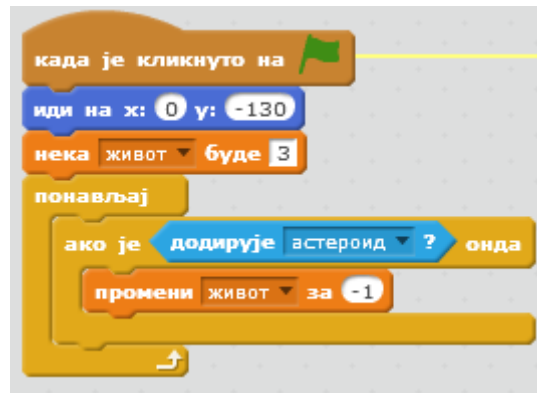 када је кликнуто на
иди на x: 0 y: -130
нека живот буде 3
понављај
ако је додирује астероид ? онда
промени живот за -1